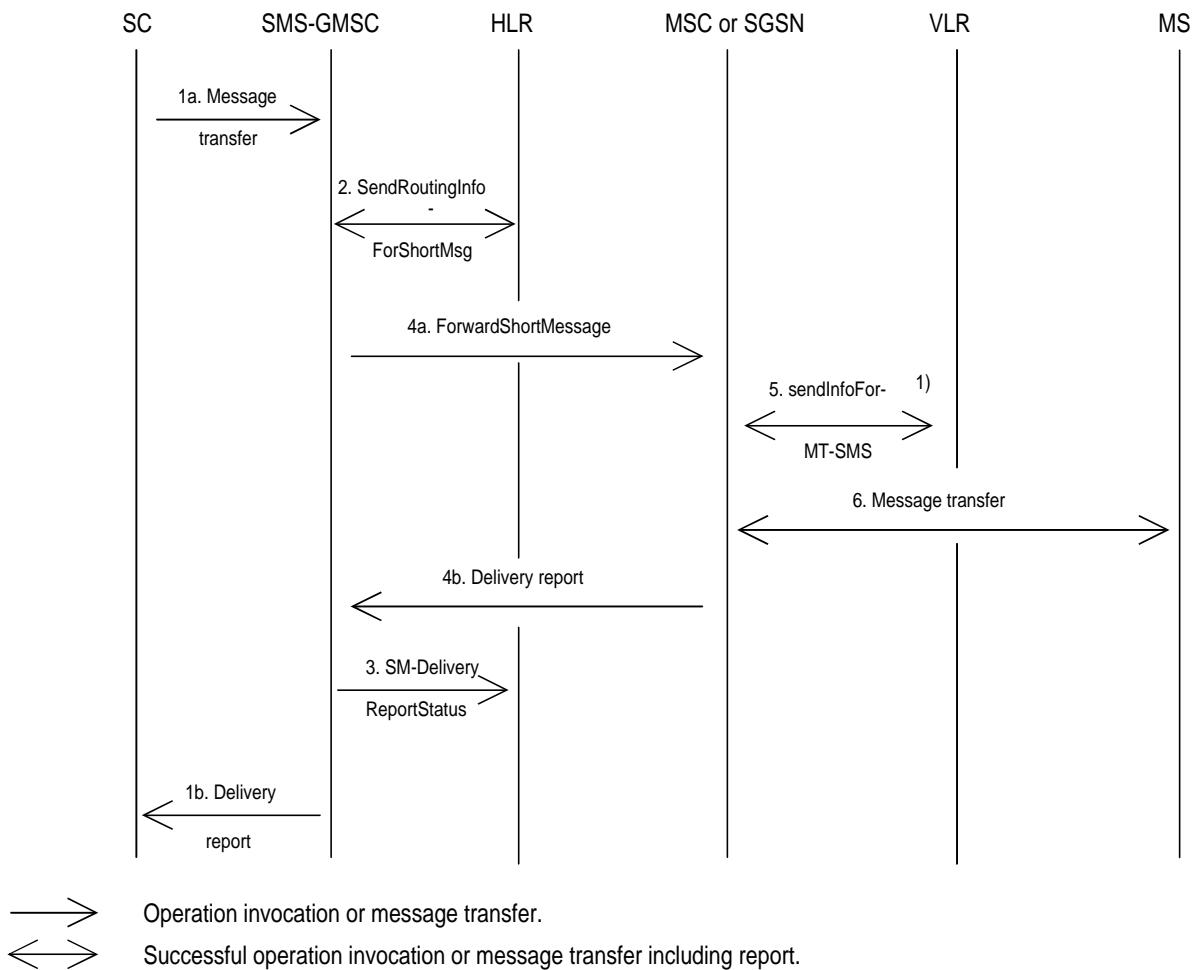 SC SMS-GMSC HLR MSC or SGSN VLR MS
1a. Message
transfer
2. SendRoutingInfo
-
ForShortMsg
4a. ForwardShortMessage
5. sendInfoFor- 1)
MT-SMS
6. Message transfer
4b. Delivery report
3. SM-Delivery
ReportStatus
1b. Delivery
report
Operation invocation or message transfer.
Successful operation invocation or message transfer including report.